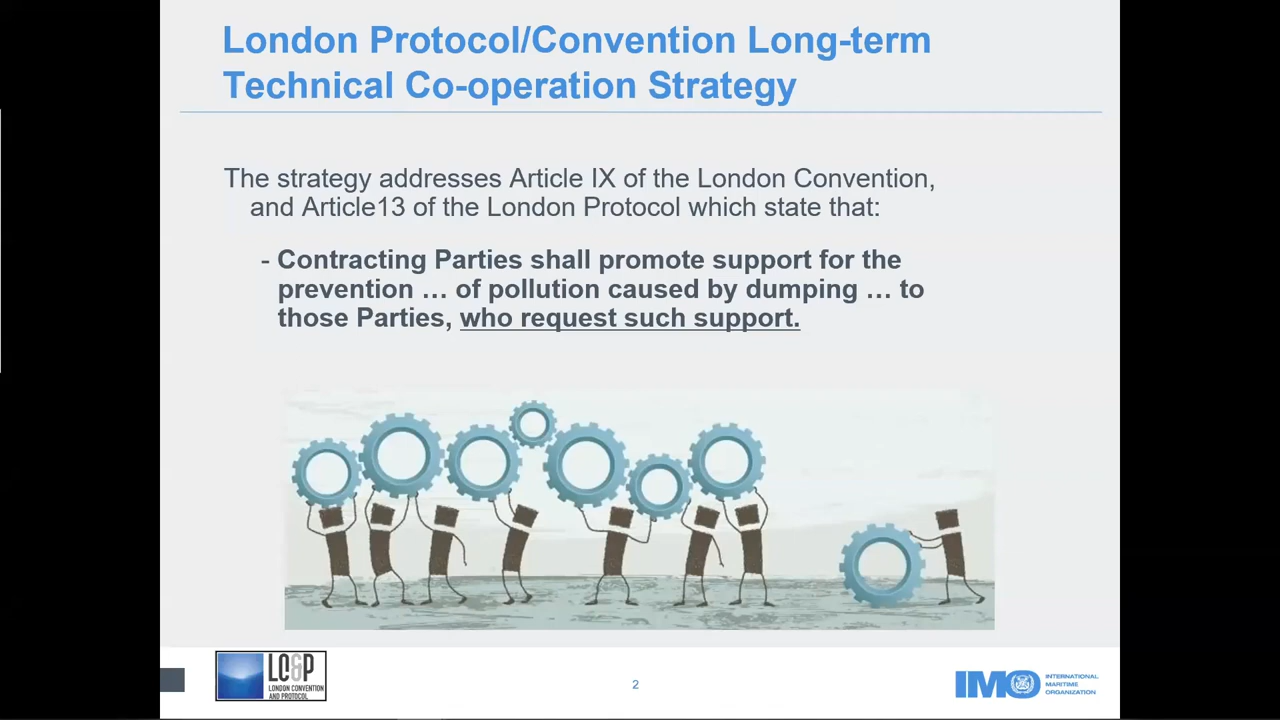 London Protocol/Convention Long-term
Technical Co-operation Strategy
The strategy addresses Article IX of the London Convention,
and Article13 of the London Protocol which state that:
- Contracting Parties shall promote support for the
prevention … of pollution caused by dumping … to
those Parties, who request such support.
LC&P
LONDON CONVENTION
AND PROTOCOL
2
IMO
INTERNATIONAL
MARITIME
ORGANIZATION